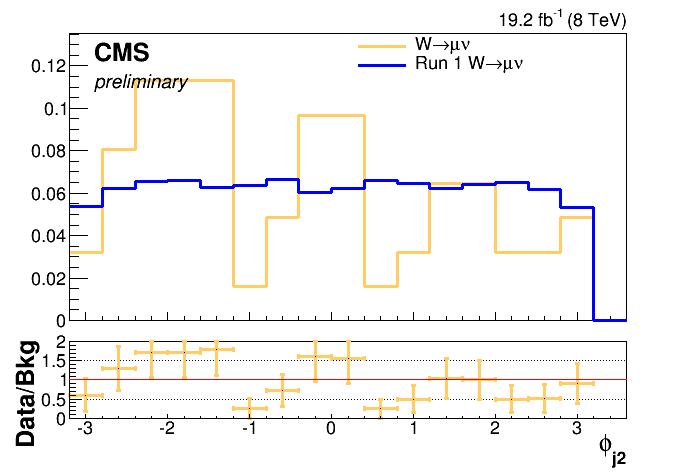 19.2 fb-1 (8 TeV)
CMS
preliminary
W→μν
Run 1 W→μν
0.12
0.1
0.08
0.06
0.04
0.02
0
Data/Bkg
2
1.5
1
0.5
0
-3 -2 -1 0 1 2 3
ϕj2